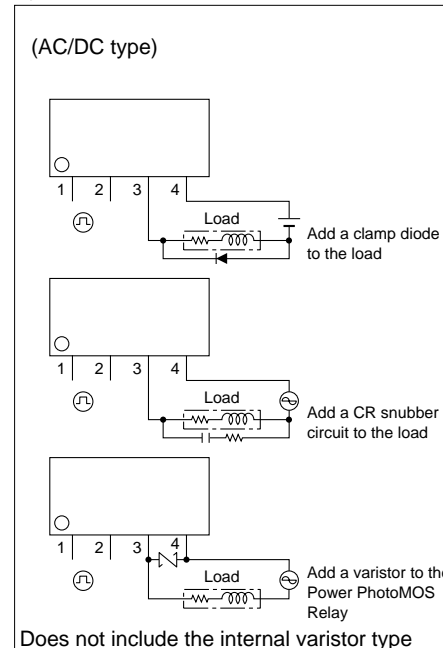 (AC/DC type)
1 2 3 4
Load
Add a clamp diode
to the load
1 2 3 4
Load
Add a CR snubber
circuit to the load
1 2 3 4
Load
Add a varistor to the
Power PhotoMOS
Relay
Does not include the internal varistor type